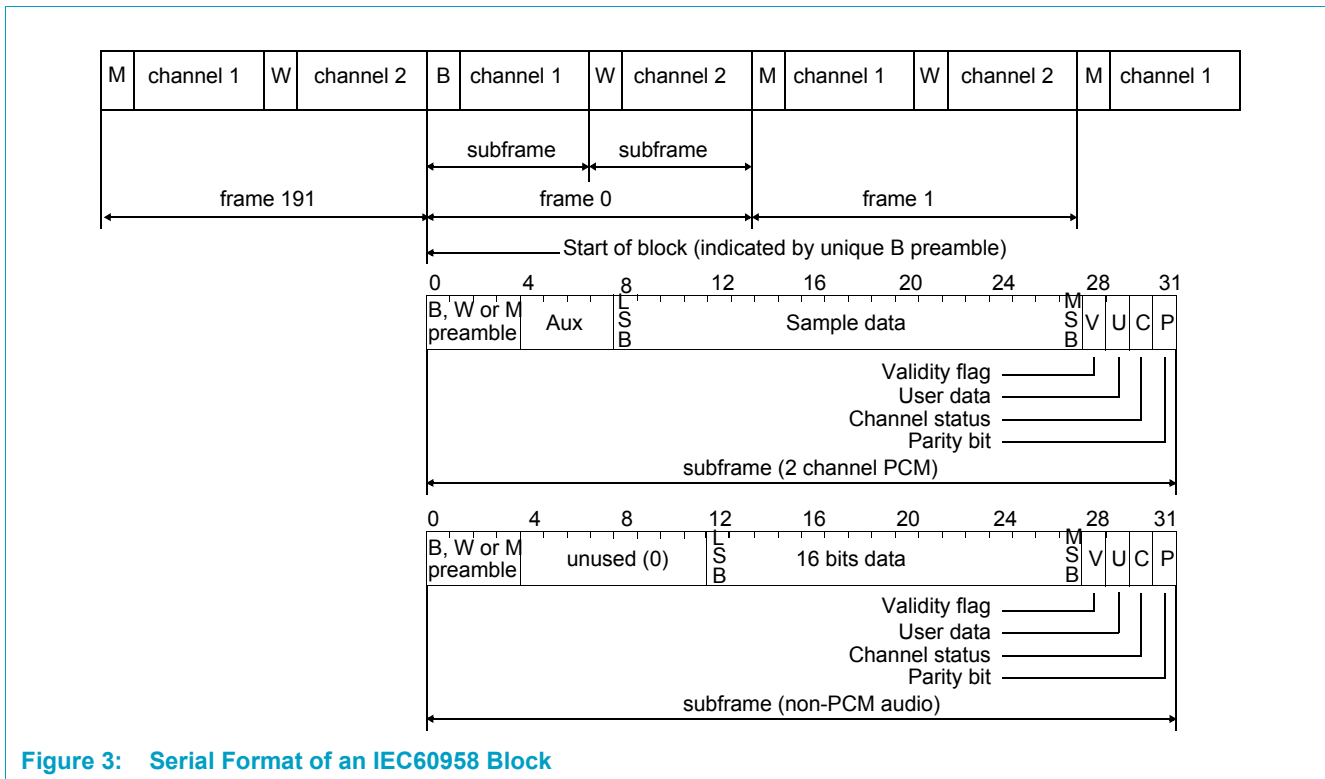 M channel 1 W channel 2 B channel 1 W channel 2 M channel 1 W channel 2 M channel 1
subframe subframe
frame 191 frame 0 frame 1
Start of block (indicated by unique B preamble)
0 4 8 12 16 20 24 28 31
B, W or M preamble Aux LSB Sample data MSB V U C P
Validity flag
User data
Channel status
Parity bit
subframe (2 channel PCM)
0 4 8 12 16 20 24 28 31
B, W or M preamble unused (0) LSB 16 bits data MSB V U C P
Validity flag
User data
Channel status
Parity bit
subframe (non-PCM audio)
Figure 3: Serial Format of an IEC60958 Block